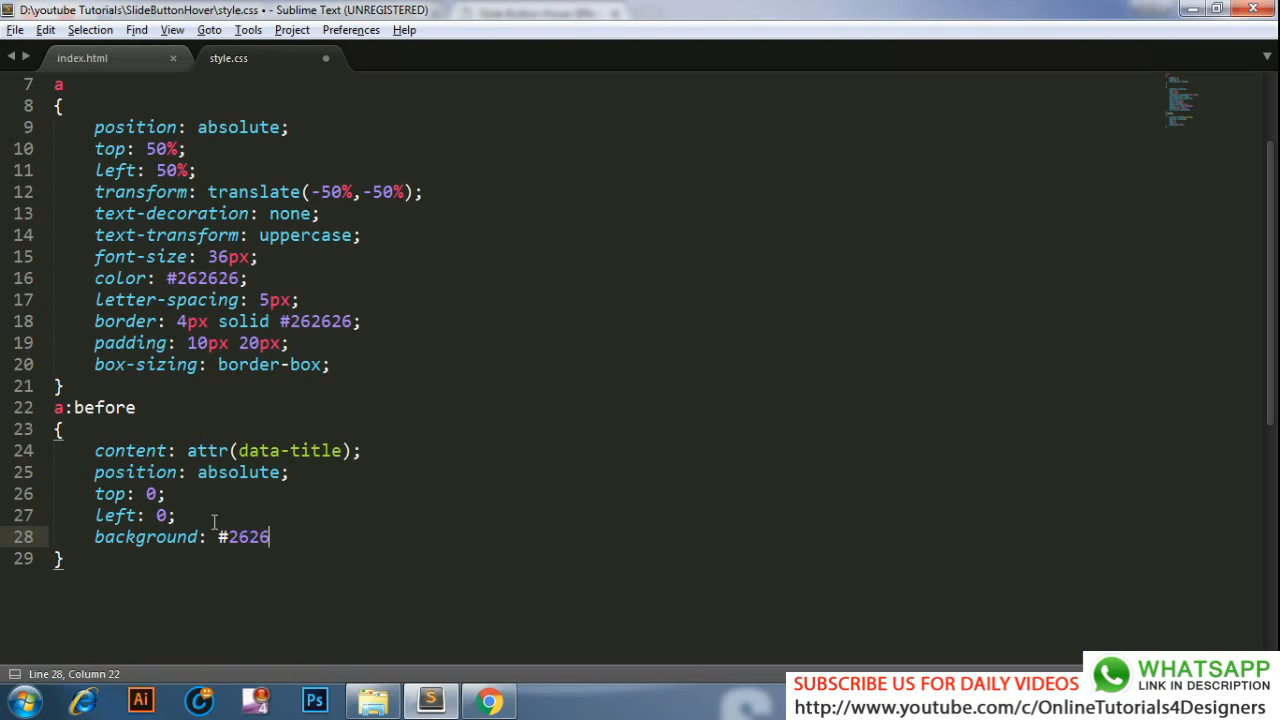 D:\youtube Tutorials\SlideButtonHover\style.css • - Sublime Text (UNREGISTERED)
File Edit Selection Find View Goto Tools Project Preferences Help
index.html × style.css
7 a
8 {
9 position: absolute;
10 top: 50%;
11 left: 50%;
12 transform: translate(-50%,-50%);
13 text-decoration: none;
14 text-transform: uppercase;
15 font-size: 36px;
16 color: #262626;
17 letter-spacing: 5px;
18 border: 4px solid #262626;
19 padding: 10px 20px;
20 box-sizing: border-box;
21 }
22 a:before
23 {
24 content: attr(data-title);
25 position: absolute;
26 top: 0;
27 left: 0;
28 background: #2626
29 }
Line 28, Column 22
WHATSAPP
LINK IN DESCRIPTION
SUBSCRIBE US FOR DAILY VIDEOS
http://www.youtube.com/c/OnlineTutorials4Designers
Ai
Ps
S